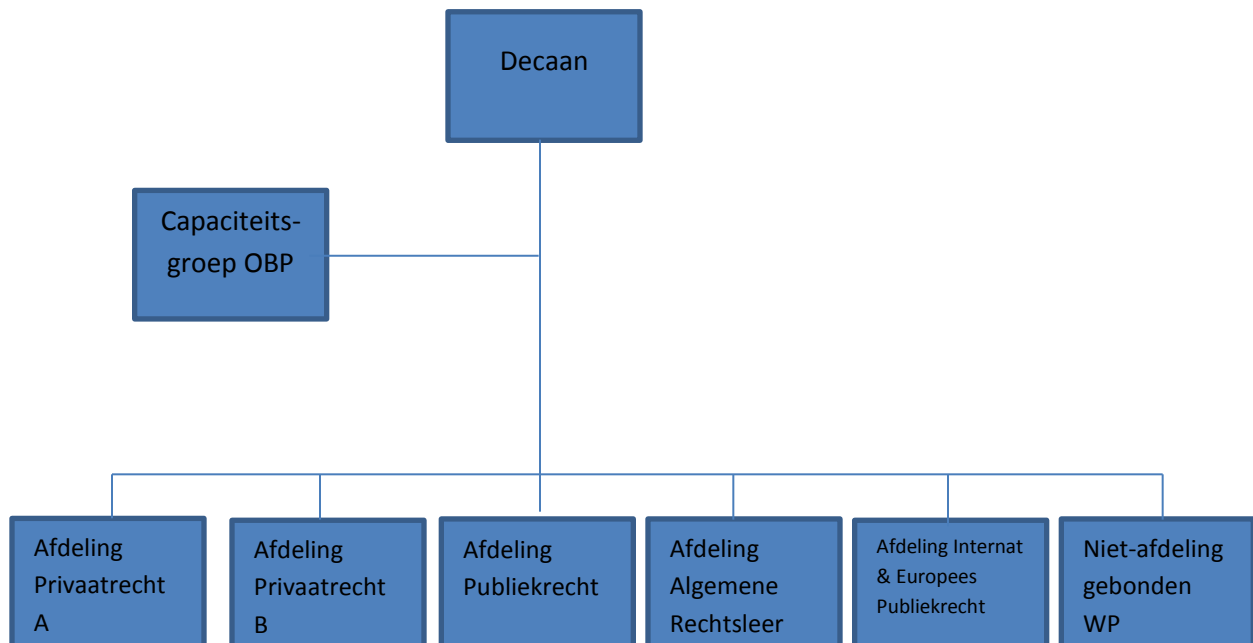 Decaan
Capaciteits-
groep OBP
Afdeling
Privaatrecht
A
Afdeling
Privaatrecht
B
Afdeling
Publiekrecht
Afdeling
Algemene
Rechtsleer
Afdeling Internat
& Europees
Publiekrecht
Niet-afdeling
gebonden
WP